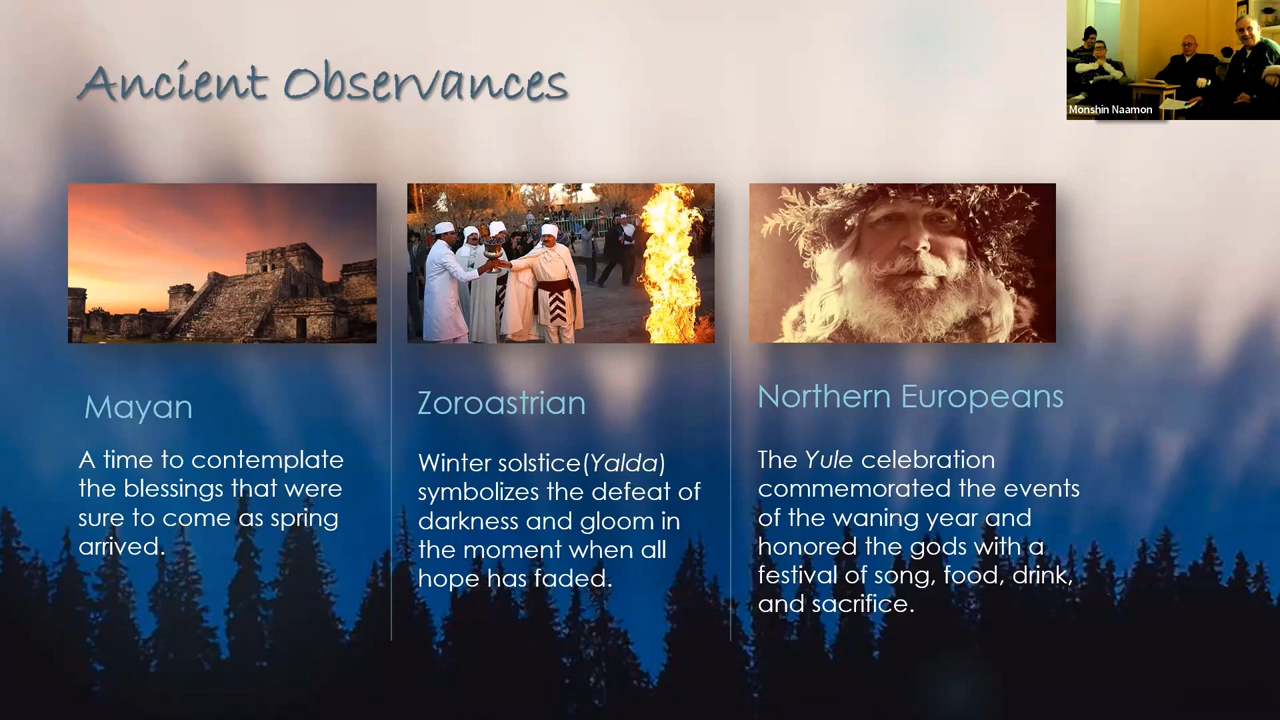 Ancient Observances
Monshin Naamon
Mayan
A time to contemplate
the blessings that were
sure to come as spring
arrived.
Zoroastrian
Winter solstice(Yalda)
symbolizes the defeat of
darkness and gloom in
the moment when all
hope has faded.
Northern Europeans
The Yule celebration
commemorated the events
of the waning year and
honored the gods with a
festival of song, food, drink,
and sacrifice.